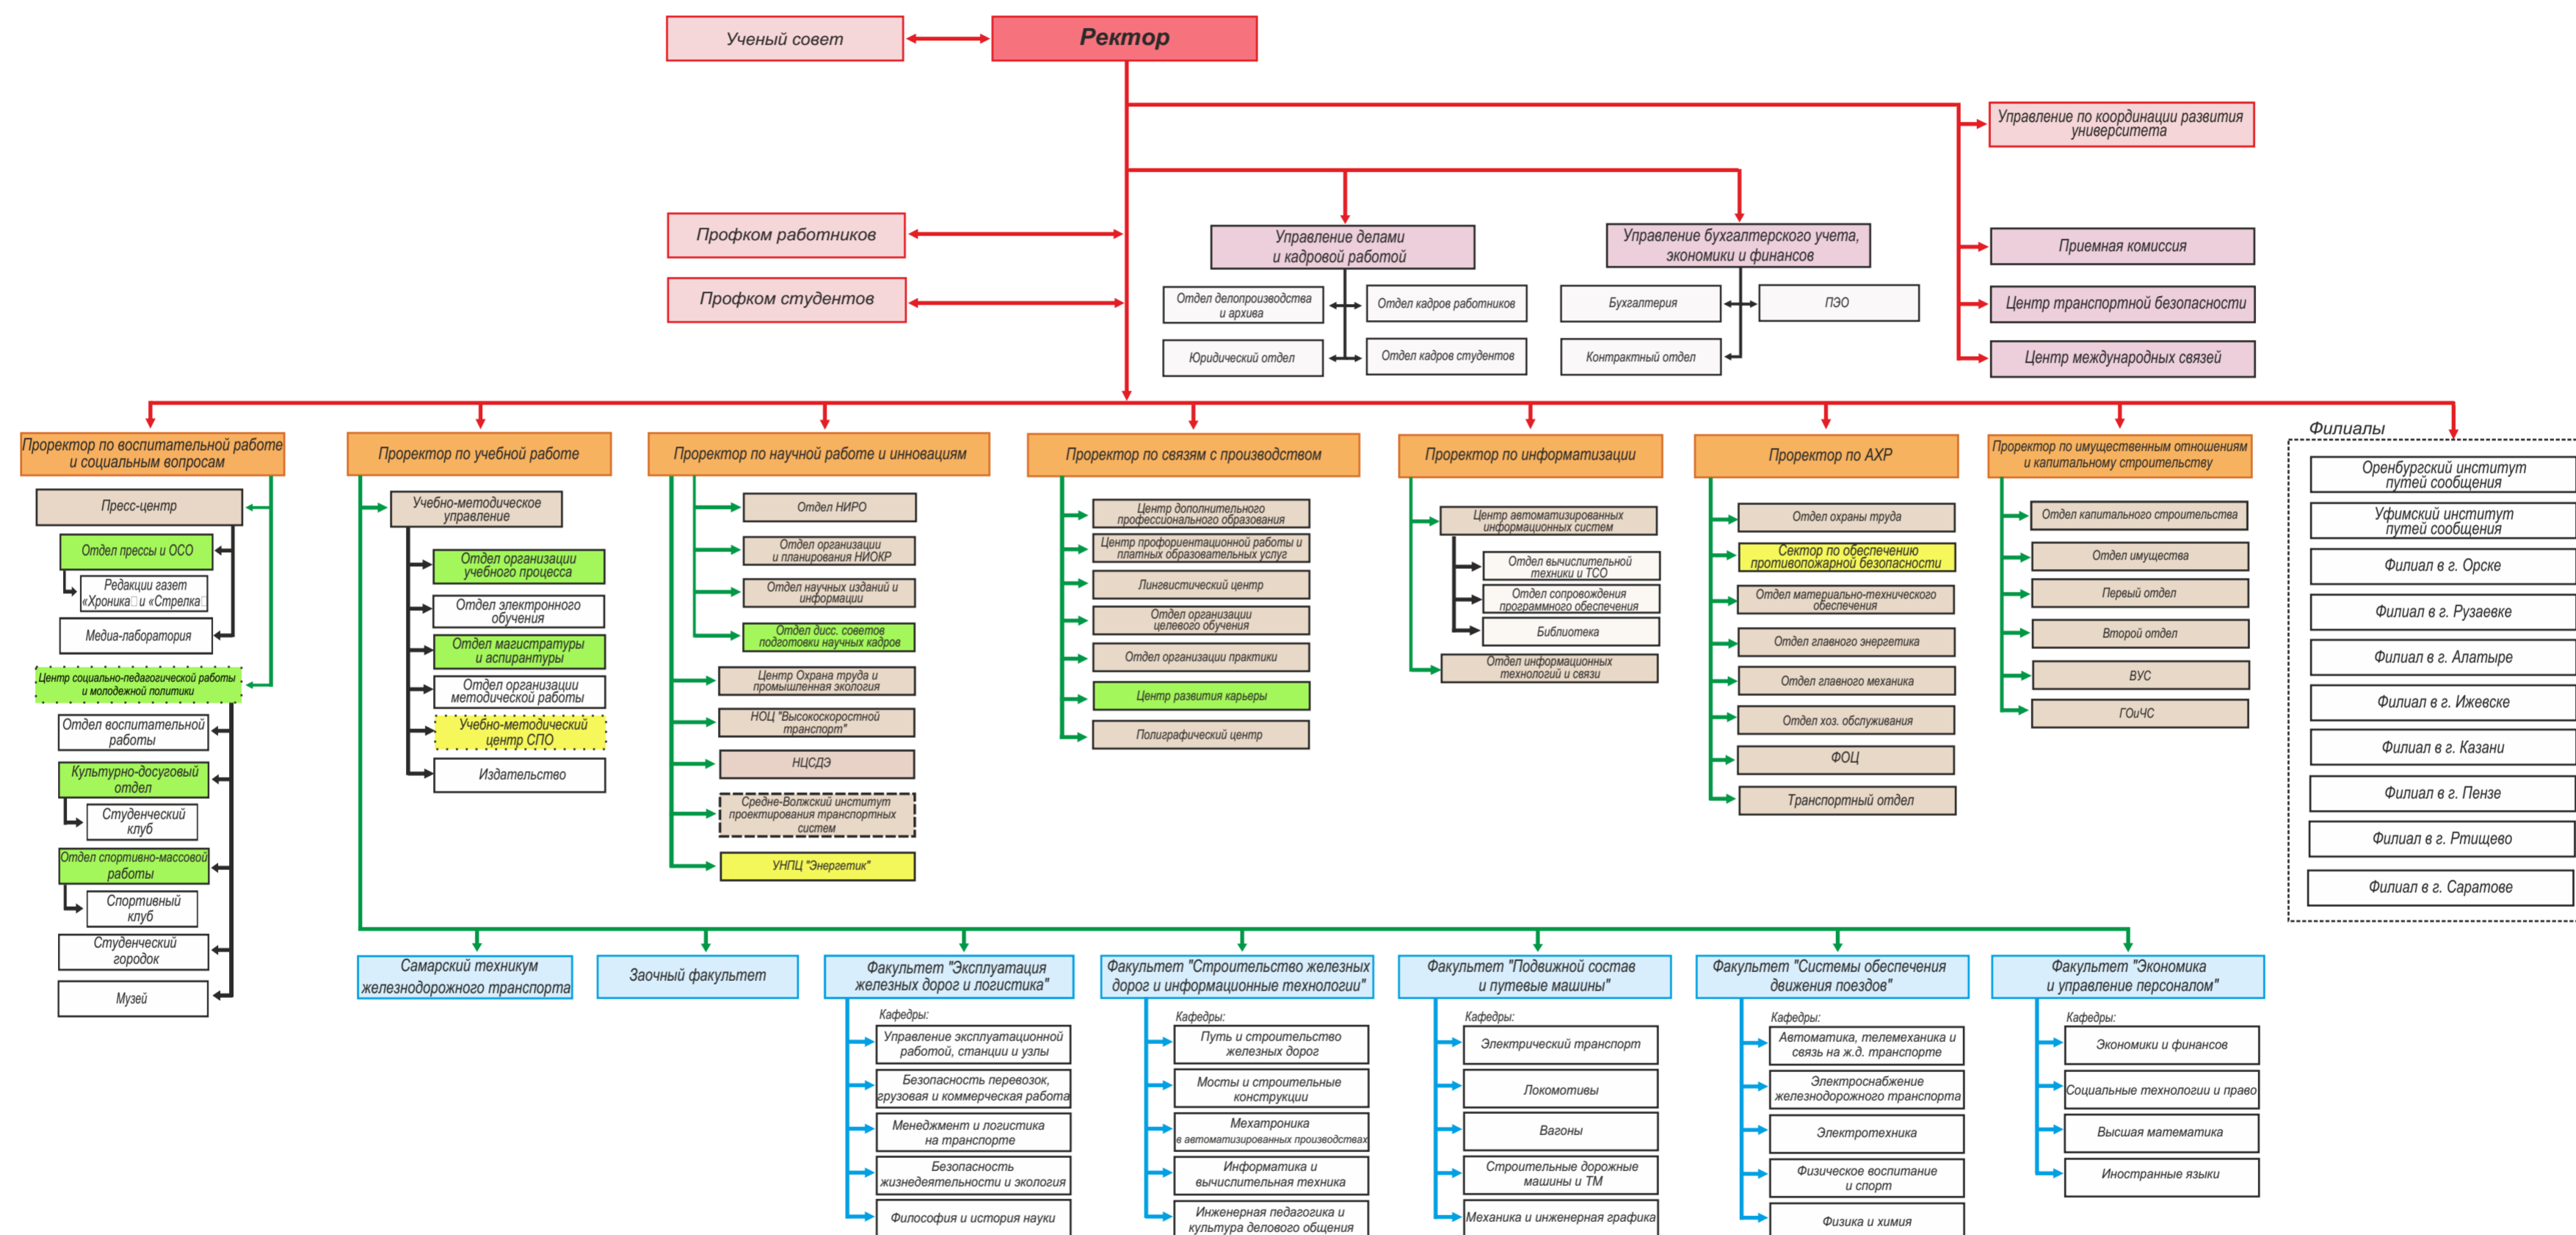 Ученый совет
Ректор
Управление по координации развития
университета
Профком работников
Профком студентов
Управление делами
и кадровой работой
Отдел делопроизводства
и архива
Отдел кадров работников
Юридический отдел
Отдел кадров студентов
Управление бухгалтерского учета,
экономики и финансов
Бухгалтерия
ПЭО
Контрактный отдел
Приемная комиссия
Центр транспортной безопасности
Центр международных связей
Проректор по воспитательной работе
и социальным вопросам
Пресс-центр
Отдел прессы и ОСО
Редакции газет
«Хроника□ и «Стрелка□
Медиа-лаборатория
Центр социально-педагогической работы
и молодежной политики
Отдел воспитательной
работы
Культурно-досуговый
отдел
Студенческий
клуб
Отдел спортивно-массовой
работы
Спортивный
клуб
Студенческий
городок
Музей
Проректор по учебной работе
Учебно-методическое
управление
Отдел организации
учебного процесса
Отдел электронного
обучения
Отдел магистратуры
и аспирантуры
Отдел организации
методической работы
Учебно-методический
центр СПО
Издательство
Проректор по научной работе и инновациям
Отдел НИРО
Отдел организации
и планирования НИОКР
Отдел научных изданий и
информации
Отдел дисс. советов
подготовки научных кадров
Центр Охрана труда и
промышленная экология
НОЦ "Высокоскоростной
транспорт"
НЦСДЭ
Средне-Волжский институт
проектирования транспортных
систем
УНПЦ "Энергетик"
Проректор по связям с производством
Центр дополнительного
профессионального образования
Центр профориентационной работы и
платных образовательных услуг
Лингвистический центр
Отдел организации
целевого обучения
Отдел организации практики
Центр развития карьеры
Полиграфический центр
Проректор по информатизации
Центр автоматизированных
информационных систем
Отдел вычислительной
техники и ТСО
Отдел сопровождения
программного обеспечения
Библиотека
Отдел информационных
технологий и связи
Проректор по АХР
Отдел охраны труда
Сектор по обеспечению
противопожарной безопасности
Отдел материально-технического
обеспечения
Отдел главного энергетика
Отдел главного механика
Отдел хоз. обслуживания
ФОЦ
Транспортный отдел
Проректор по имущественным отношениям
и капитальному строительству
Отдел капитального строительства
Отдел имущества
Первый отдел
Второй отдел
ВУС
ГОиЧС
Филиалы
Оренбургский институт
путей сообщения
Уфимский институт
путей сообщения
Филиал в г. Орске
Филиал в г. Рузаевке
Филиал в г. Алатыре
Филиал в г. Ижевске
Филиал в г. Казани
Филиал в г. Пензе
Филиал в г. Ртищево
Филиал в г. Саратове
Самарский техникум
железнодорожного транспорта
Заочный факультет
Факультет "Эксплуатация
железных дорог и логистика"
Кафедры:
Управление эксплуатационной
работой, станции и узлы
Безопасность перевозок,
грузовая и коммерческая работа
Менеджмент и логистика
на транспорте
Безопасность
жизнедеятельности и экология
Философия и история науки
Факультет "Строительство железных
дорог и информационные технологии"
Кафедры:
Путь и строительство
железных дорог
Мосты и строительные
конструкции
Мехатроника
в автоматизированных производствах
Информатика и
вычислительная техника
Инженерная педагогика и
культура делового общения
Факультет "Подвижной состав
и путевые машины"
Кафедры:
Электрический транспорт
Локомотивы
Вагоны
Строительные дорожные
машины и ТМ
Механика и инженерная графика
Факультет "Системы обеспечения
движения поездов"
Кафедры:
Автоматика, телемеханика и
связь на ж.д. транспорте
Электроснабжение
железнодорожного транспорта
Электротехника
Физическое воспитание
и спорт
Физика и химия
Факультет "Экономика
и управление персоналом"
Кафедры:
Экономики и финансов
Социальные технологии и право
Высшая математика
Иностранные языки